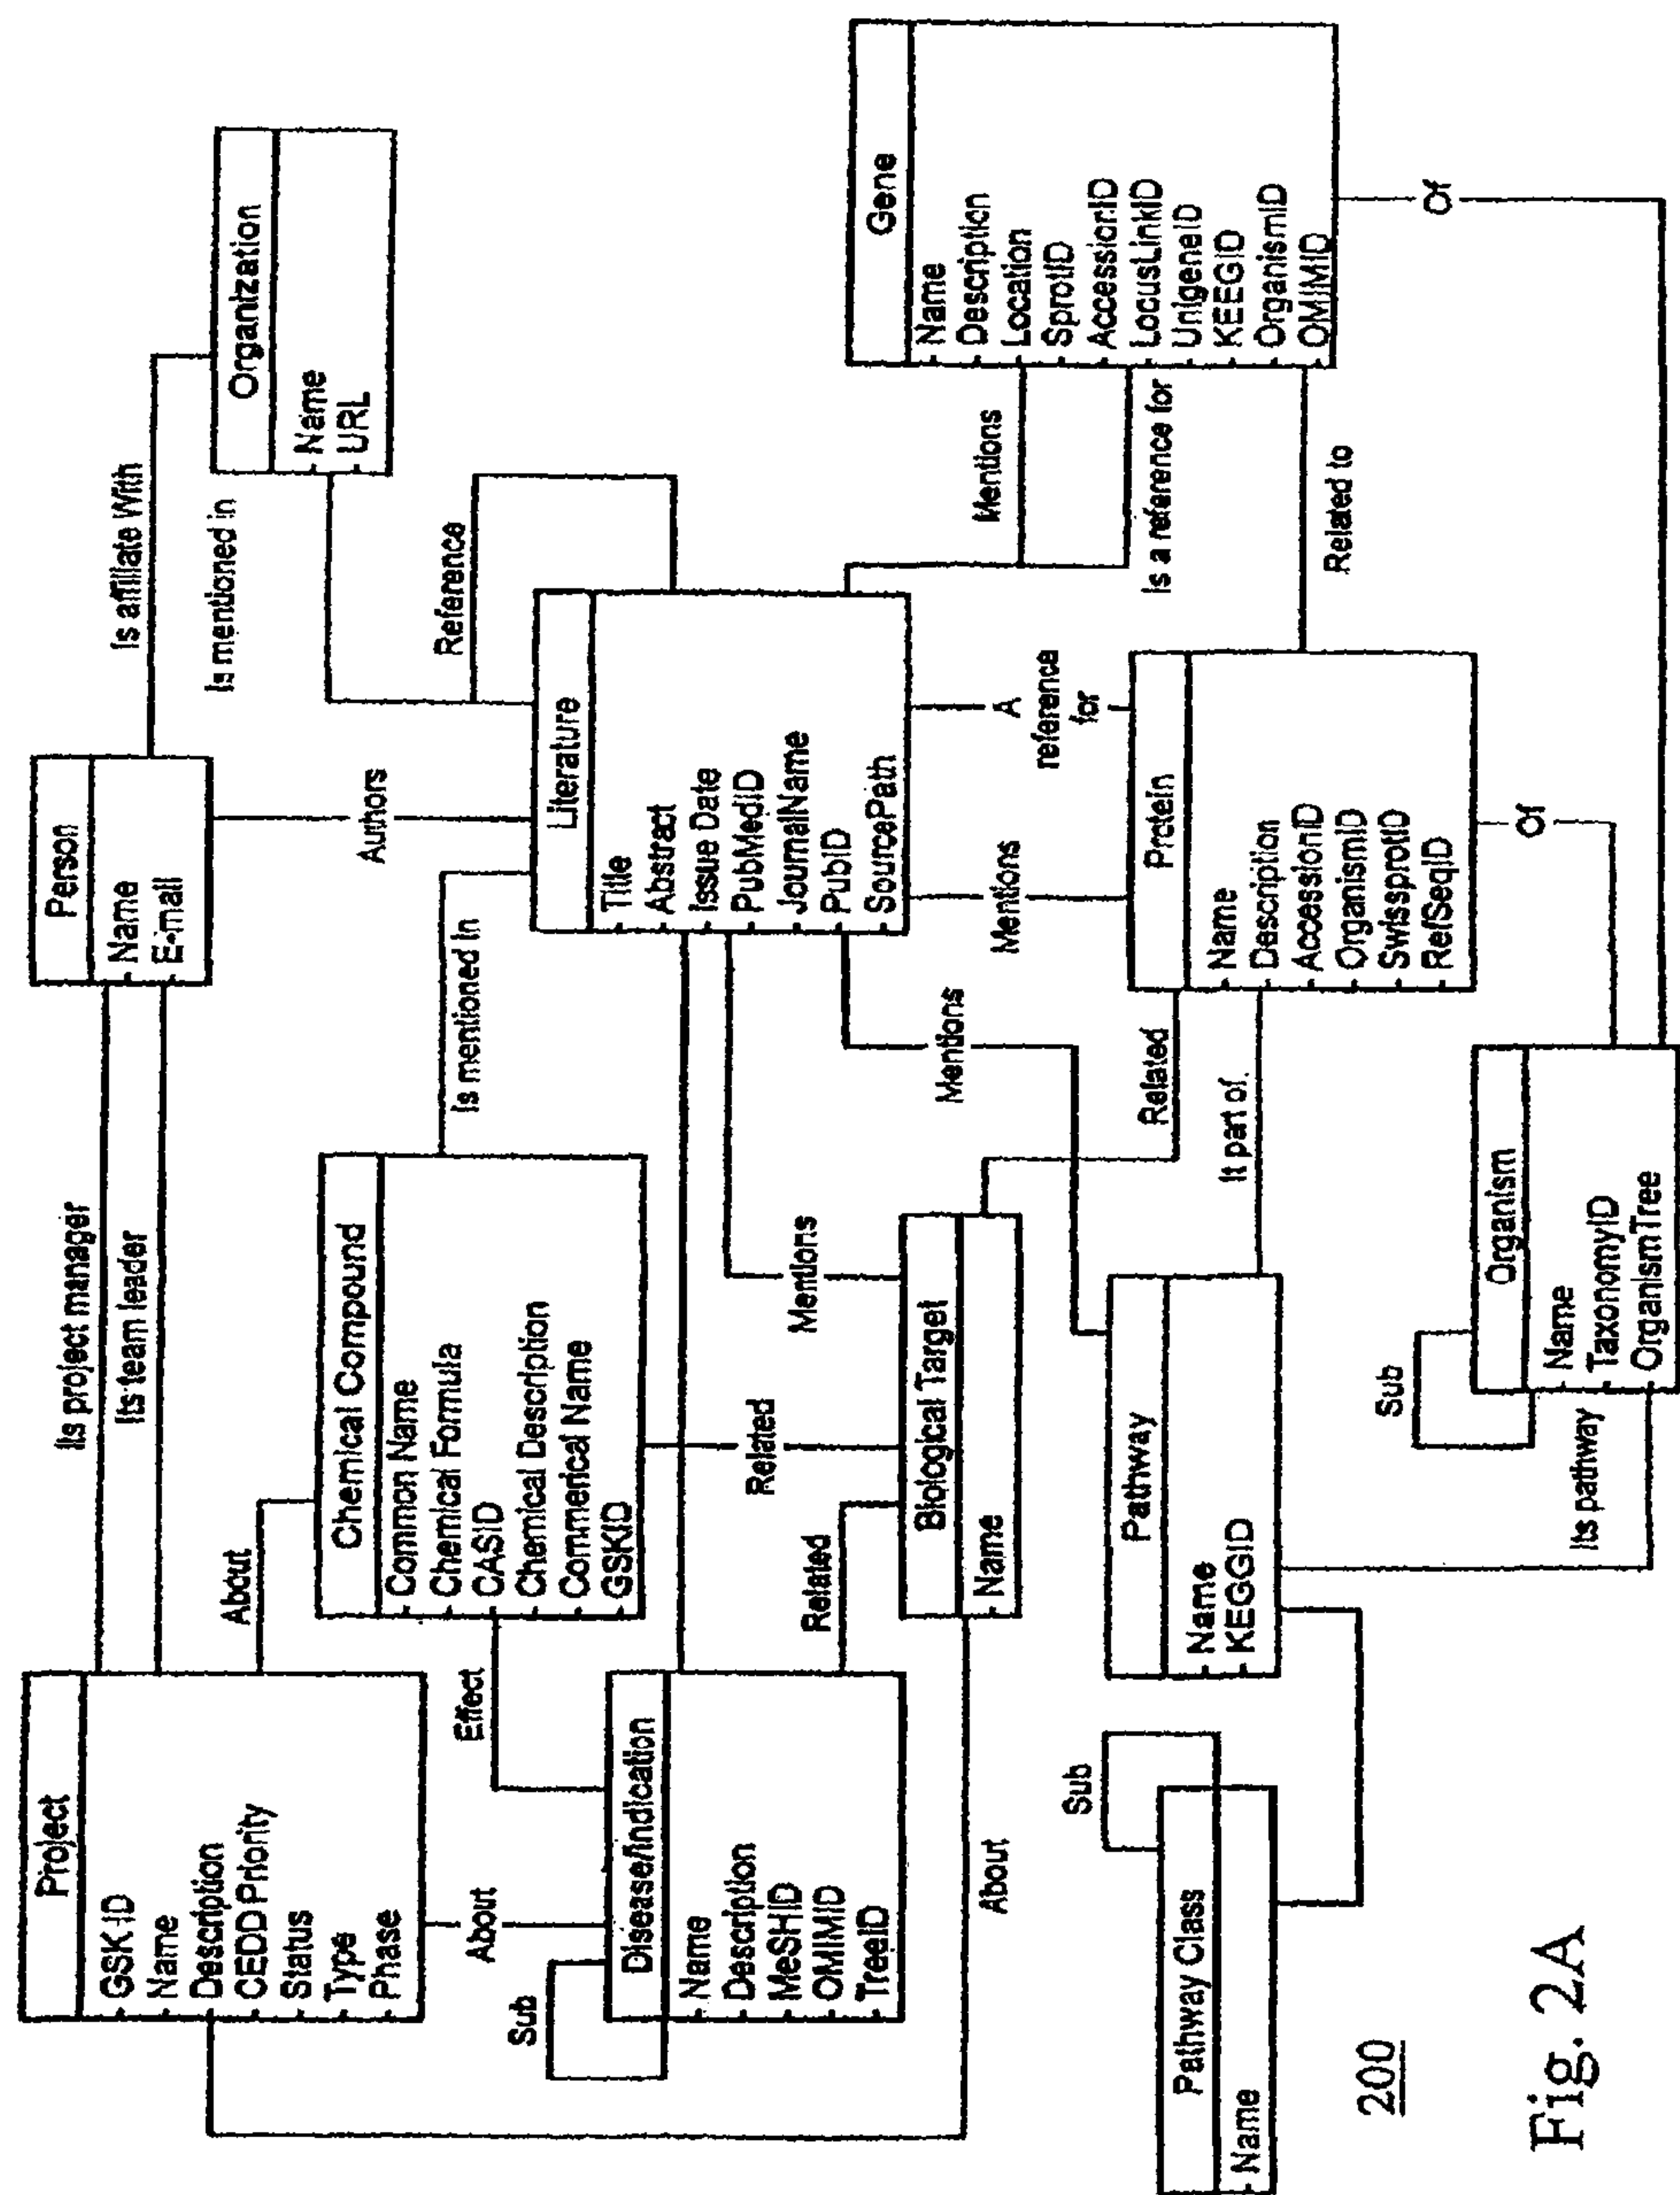 Project
GSK ID
Name
Description
CEDD Priority
Status
Type
Phase
Its project manager
Its team leader
Person
Name
E-mail
Is affiliate With
Organization
Name
URL
Is mentioned in
About
Chemical Compound
Common Name
Chemical Formula
CASID
Chemical Description
Commerical Name
GSKID
Is mentioned in
Authors
Reference
Literature
Title
Abstract
Issue Date
PubMedID
JournalName
PubID
SourcePath
Effect
About
Sub
Disease/Indication
Name
Description
MeSHID
OMIMID
TreeID
Related
Related
Mentions
Biological Target
Name
About
Mentions
Mentions
A
reference
for
Mentions
Is a reference for
Gene
Name
Description
Location
SprotID
AccessionID
LocusLinkID
UnigeneID
KEEGID
OrganismID
OMIMID
Related to
Related
It part of
Protein
Name
Description
AccessionID
OrganismID
SwissprotID
RefSeqID
Of
Of
Sub
Pathway Class
Name
Pathway
Name
KEGGID
Its pathway
Sub
Organism
Name
TaxonomyID
OrganismTree
200
Fig. 2A